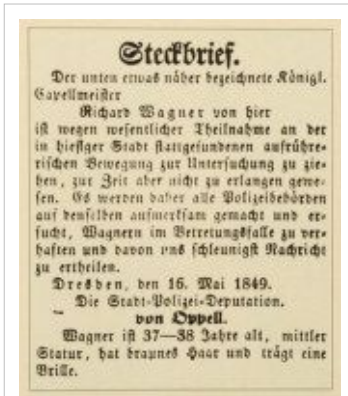 Steckbrief.
Der unten etwas näher bezeichnete Königl.
Capellmeister
Richard Wagner von hier
ist wegen wesentlicher Theilnahme an der
in hiesiger Stadt stattgefundenen aufrühre-
rischen Bewegung zur Untersuchung zu zie-
hen, zur Zeit aber nicht zu erlangen gewe-
sen. Es werden daher alle Polizeibehörden
auf denselben aufmerksam gemacht und er-
sucht, Wagnern im Betretungsfalle zu ver-
haften und davon uns schleunigst Nachricht
zu ertheilen.
Dresden, den 16. Mai 1849.
Die Stadt-Polizei-Deputation.
von Oppell.
Wagner ist 37—38 Jahre alt, mittler
Statur, hat braunes Haar und trägt eine
Brille.